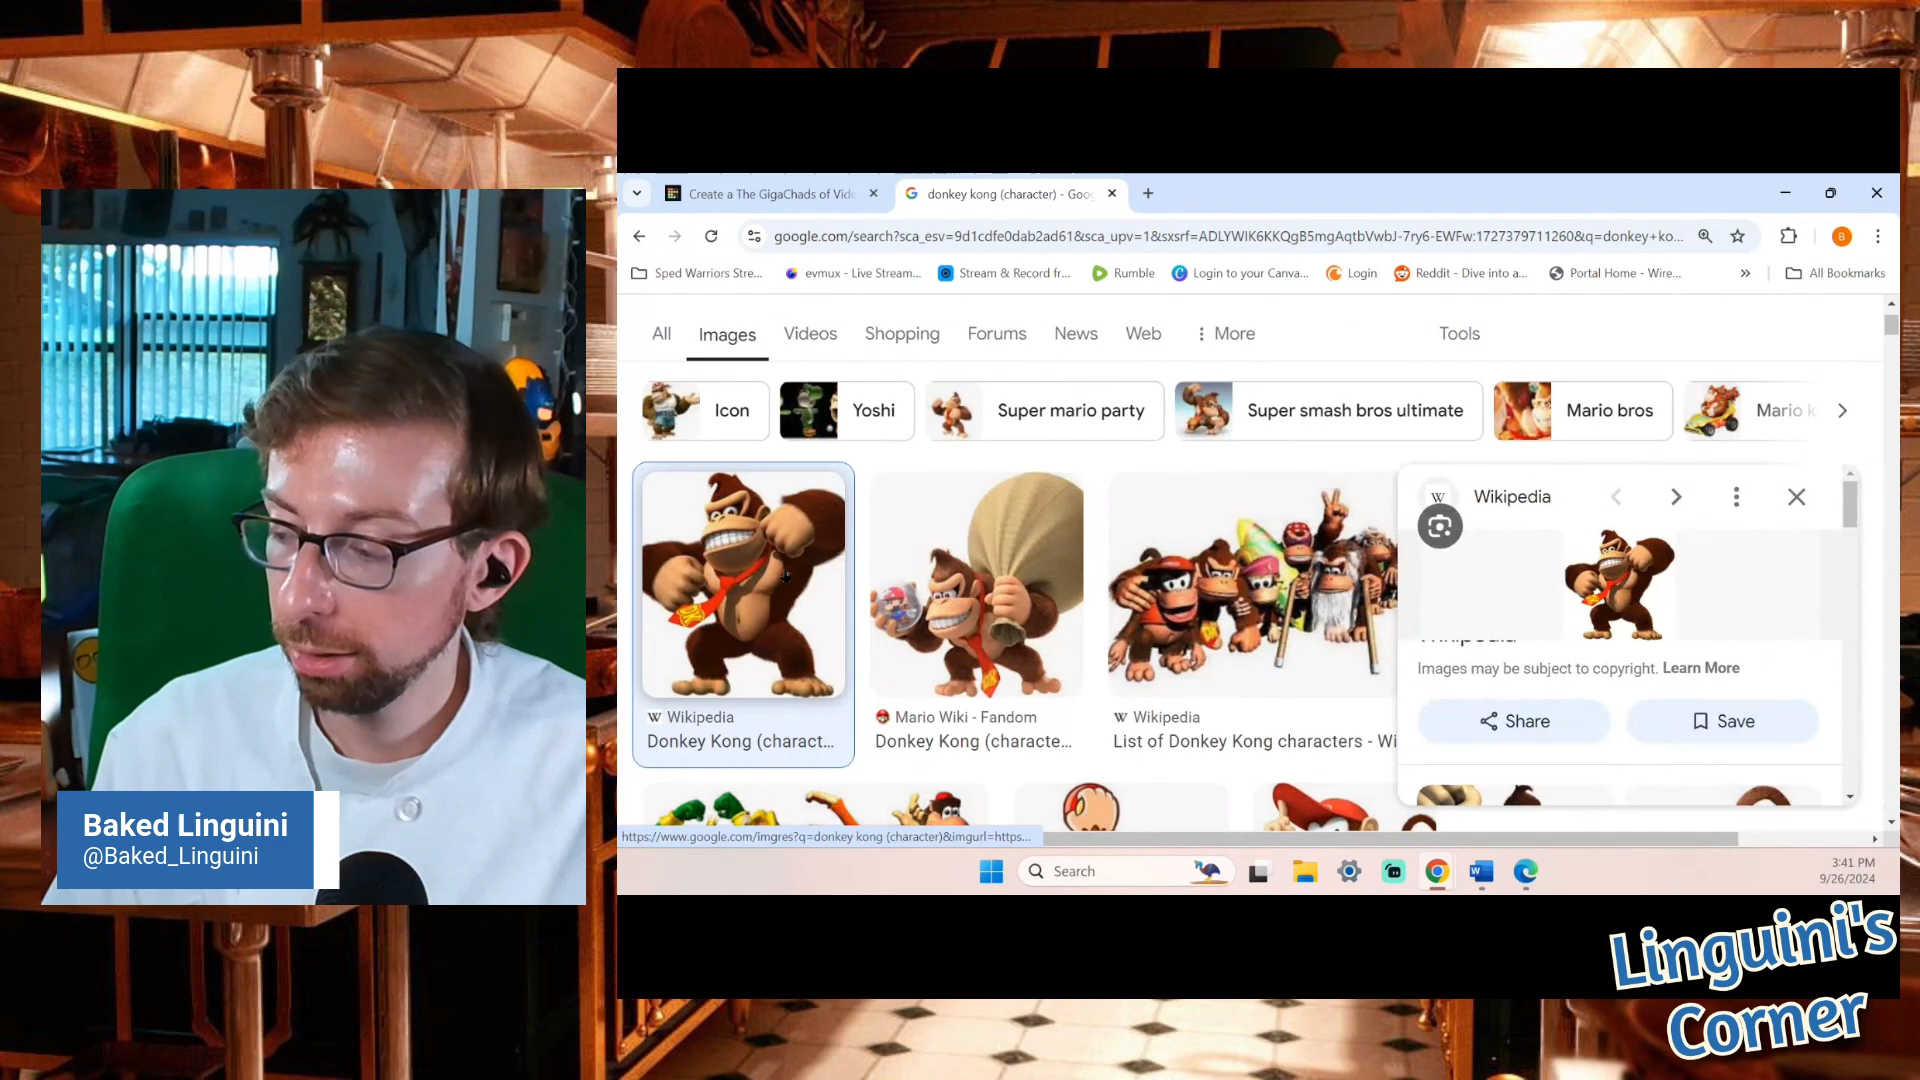 Create a The GigaChads of Vide
donkey kong (character) - Goog
google.com/search?sca_esv=9d1cdfe0dab2ad61&sca_upv=1&sxsrf=ADLYWIK6KKQgB5mgAqtbVwbJ-7ry6-EWFw:1727379711260&q=donkey+ko...
Sped Warriors Stre...
evmux - Live Stream...
Stream & Record fr...
Rumble
Login to your Canva...
Login
Reddit - Dive into a...
Portal Home - Wire...
»
All Bookmarks
All
Images
Videos
Shopping
Forums
News
Web
More
Tools
Icon
Yoshi
Super mario party
Super smash bros ultimate
Mario bros
Mario k
W Wikipedia
Images may be subject to copyright. Learn More
Share
Save
W Wikipedia
Donkey Kong (charact...
Mario Wiki - Fandom
Donkey Kong (characte...
W Wikipedia
List of Donkey Kong characters - Wi
https://www.google.com/imgres?q=donkey kong (character)&imgurl=https...
Search
3:41 PM
9/26/2024
Baked Linguini
@Baked_Linguini
Linguini's
Corner